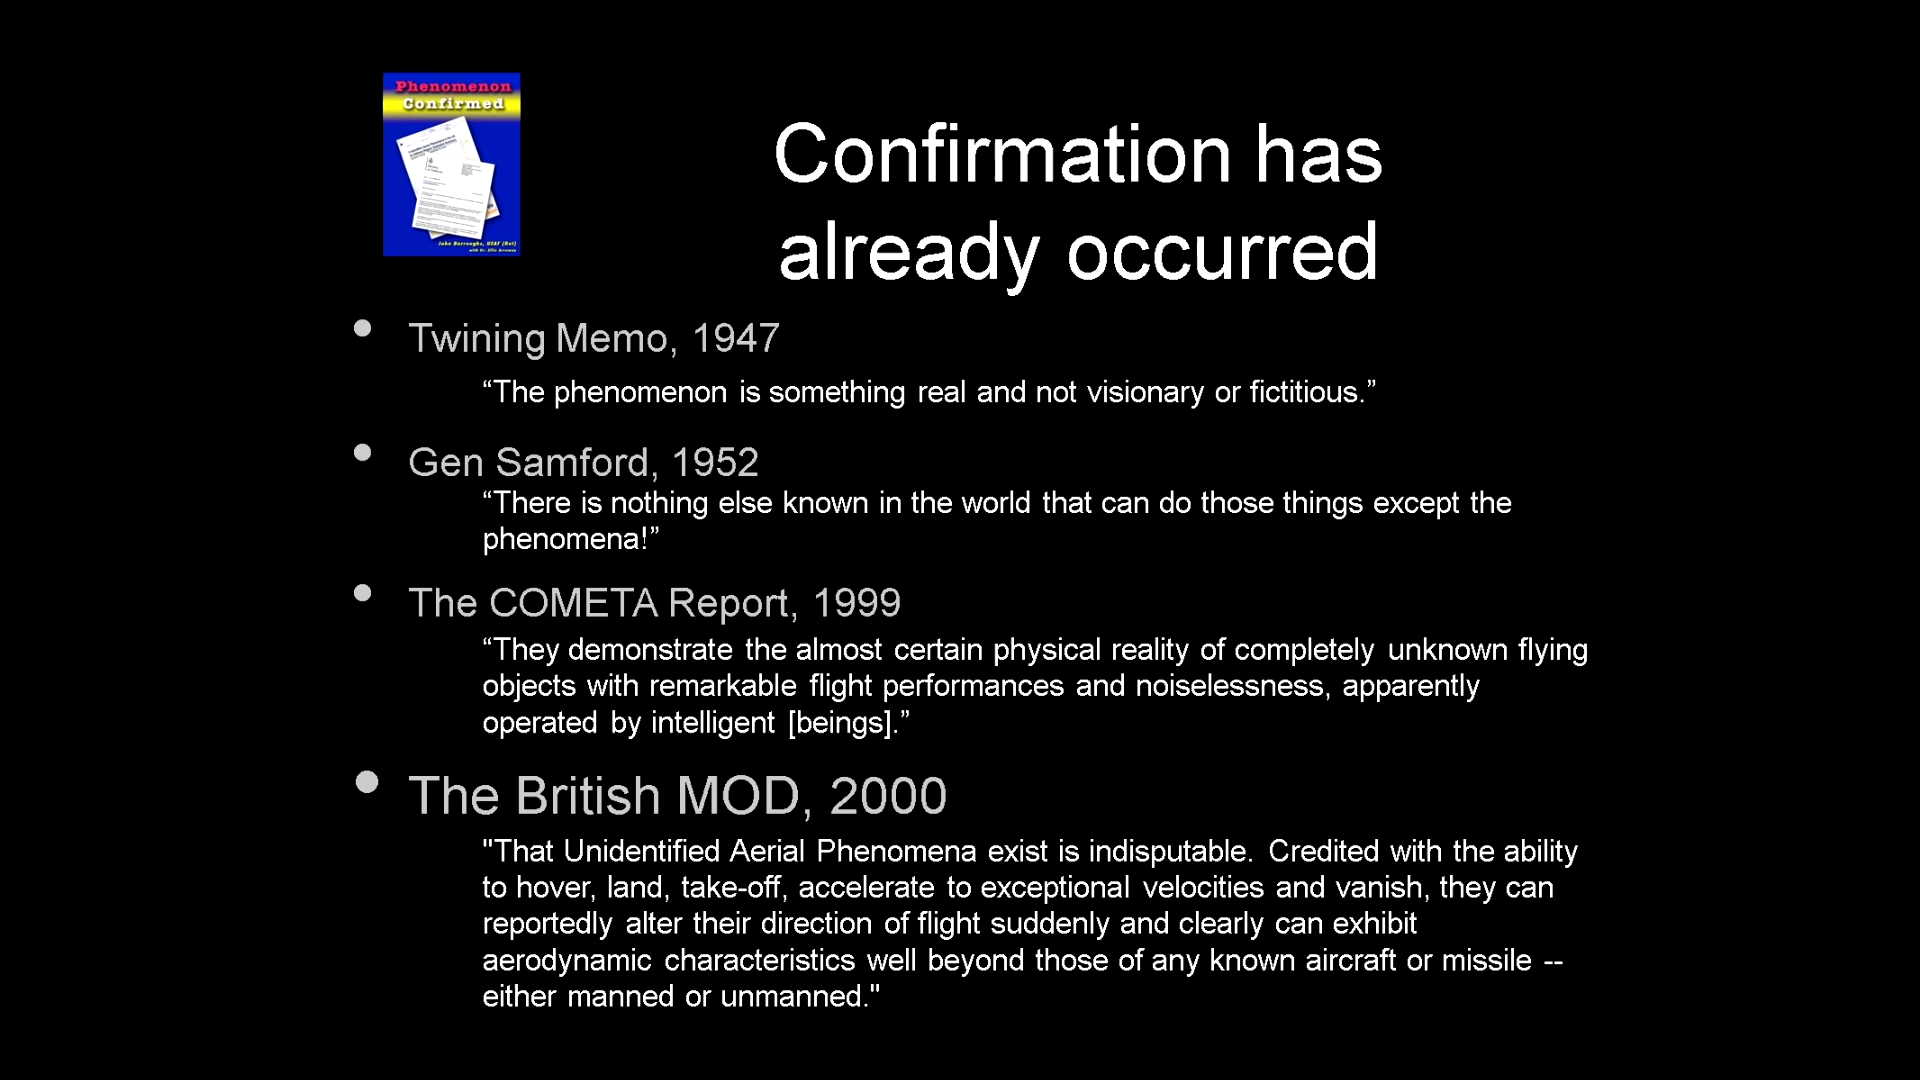 Phenomenon
Confirmed
John Burroughs, USAF (Ret)
Confirmation has
already occurred
• Twining Memo, 1947
“The phenomenon is something real and not visionary or fictitious.”
• Gen Samford, 1952
“There is nothing else known in the world that can do those things except the
phenomena!”
• The COMETA Report, 1999
“They demonstrate the almost certain physical reality of completely unknown flying
objects with remarkable flight performances and noiselessness, apparently
operated by intelligent [beings].”
• The British MOD, 2000
"That Unidentified Aerial Phenomena exist is indisputable. Credited with the ability
to hover, land, take-off, accelerate to exceptional velocities and vanish, they can
reportedly alter their direction of flight suddenly and clearly can exhibit
aerodynamic characteristics well beyond those of any known aircraft or missile --
either manned or unmanned."